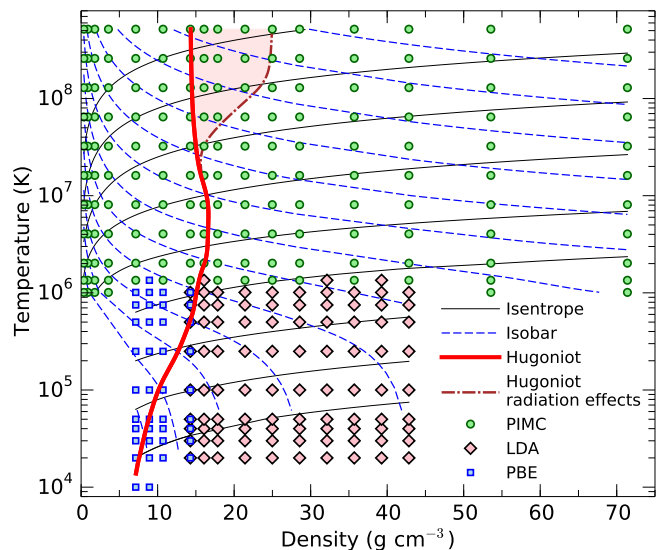 10⁸
10⁷
10⁶
10⁵
10⁴
Temperature (K)
0 10 20 30 40 50 60 70
Density (g cm⁻³)
Isentrope
Isobar
Hugoniot
Hugoniot
radiation effects
PIMC
LDA
PBE